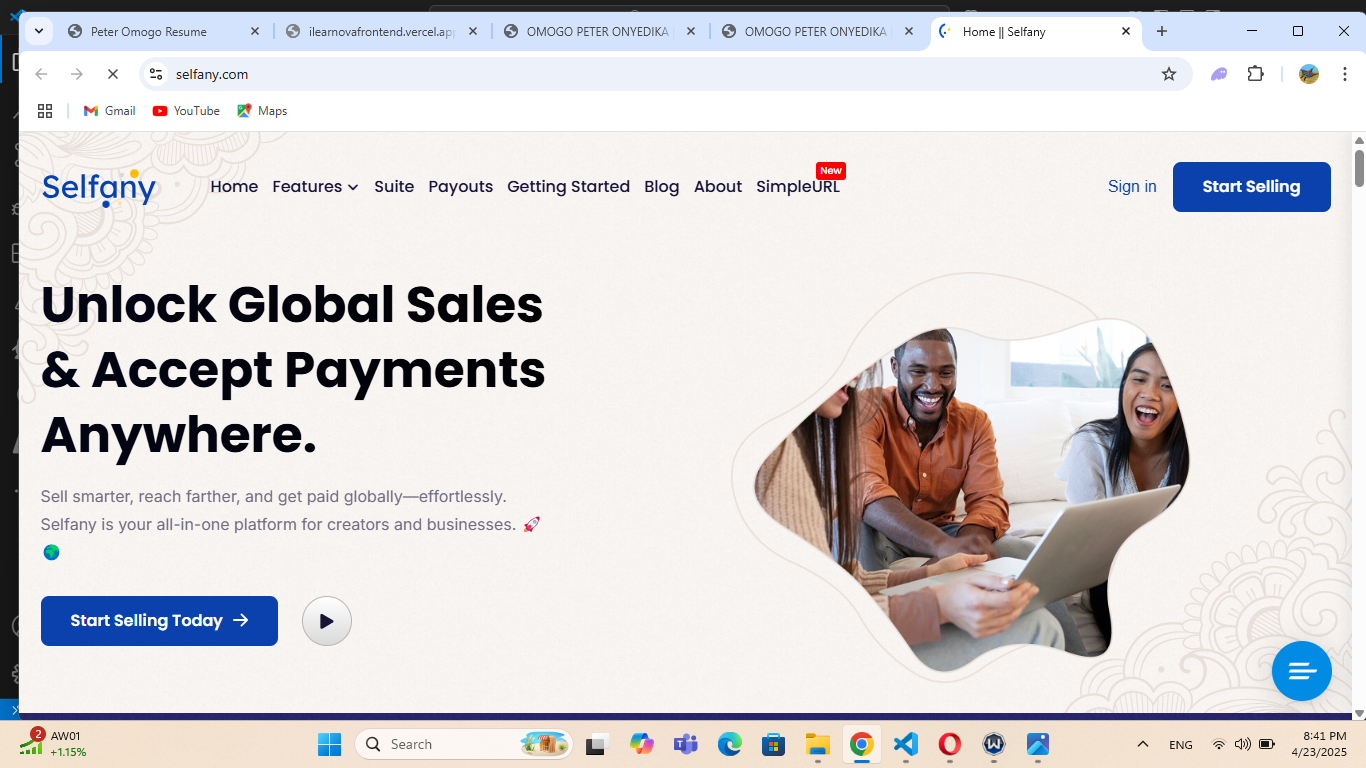 Peter Omogo Resume
ilearnovafrontend.vercel.app
OMOGO PETER ONYEDIKA
OMOGO PETER ONYEDIKA
Home || Selfany
selfany.com
Gmail
YouTube
Maps
Selfany
Home
Features
Suite
Payouts
Getting Started
Blog
About
SimpleURL
New
Sign in
Start Selling
Unlock Global Sales
& Accept Payments
Anywhere.
Sell smarter, reach farther, and get paid globally—effortlessly.
Selfany is your all-in-one platform for creators and businesses. 🚀
🌍
Start Selling Today →
2
AW01
+1.15%
Search
ENG
8:41 PM
4/23/2025